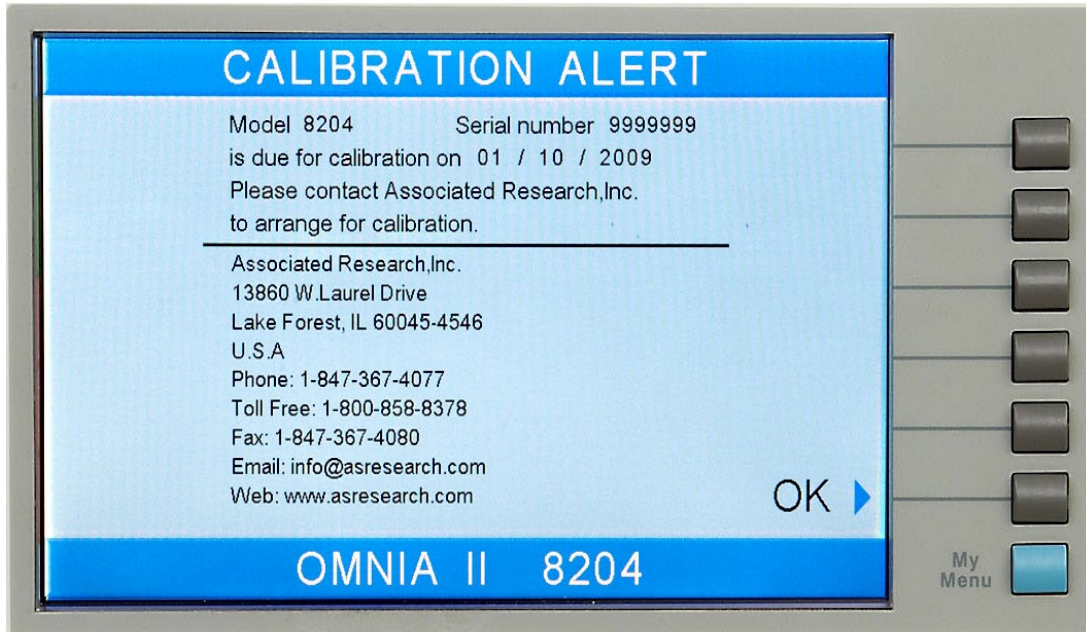 CALIBRATION ALERT
Model 8204 Serial number 9999999
is due for calibration on 01 / 10 / 2009
Please contact Associated Research,Inc.
to arrange for calibration.
Associated Research,Inc.
13860 W.Laurel Drive
Lake Forest, IL 60045-4546
U.S.A
Phone: 1-847-367-4077
Toll Free: 1-800-858-8378
Fax: 1-847-367-4080
Email: info@asresearch.com
Web: www.asresearch.com
OK
OMNIA II 8204
My
Menu